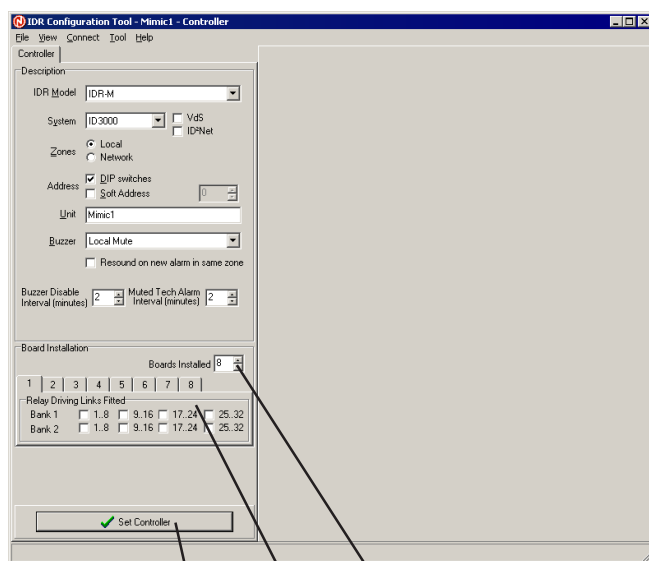 IDR Configuration Tool - Mimic1 - Controller
File View Connect Tool Help
Controller
Description
IDR Model IDR-M
System ID3000 VdS
ID²Net
Zones Local
Network
Address DIP switches
Soft Address 0
Unit Mimic1
Buzzer Local Mute
Resound on new alarm in same zone
Buzzer Disable Interval (minutes) 2 Muted Tech Alarm Interval (minutes) 2
Board Installation
Boards Installed 8
1 2 3 4 5 6 7 8
Relay Driving Links Fitted
Bank 1 1..8 9..16 17..24 25..32
Bank 2 1..8 9..16 17..24 25..32
Set Controller